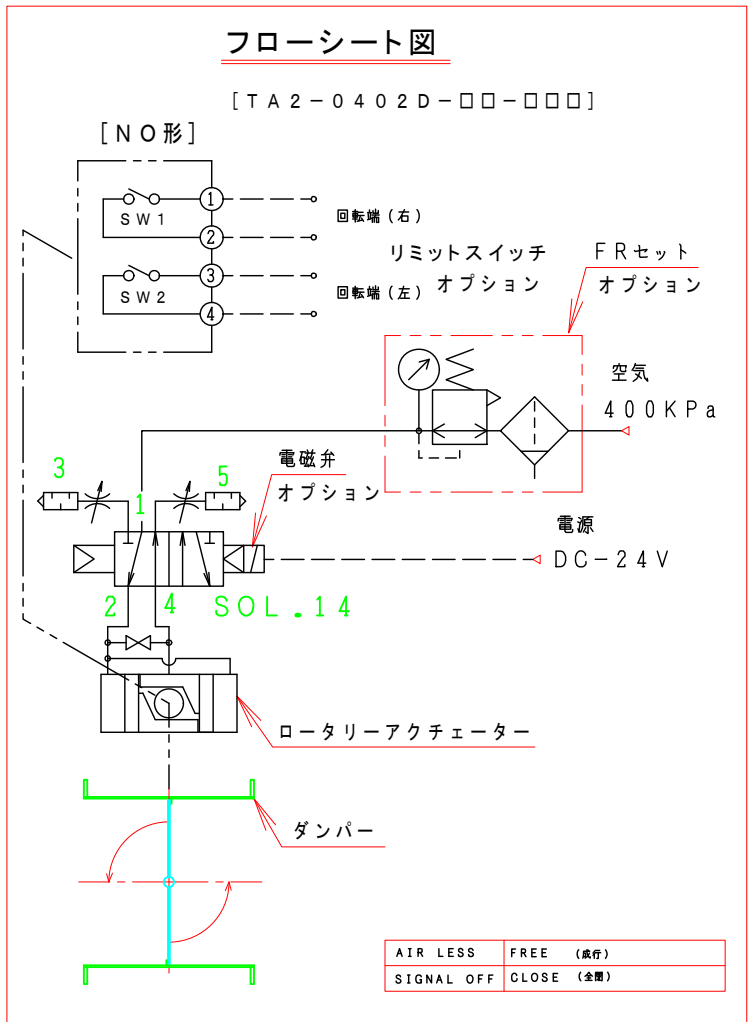 フローシート図
[TA2-0402D-□□-□□□]
[NO形]
1
SW1
2
回転端(右)
3
SW2
4
回転端(左)
リミットスイッチ
オプション
FRセット
オプション
空気
400KPa
電磁弁
オプション
3
1
5
電源
DC-24V
2
4
SOL.14
ロータリーアクチェーター
ダンパー
AIR LESS FREE (成行)
SIGNAL OFF CLOSE (全閉)